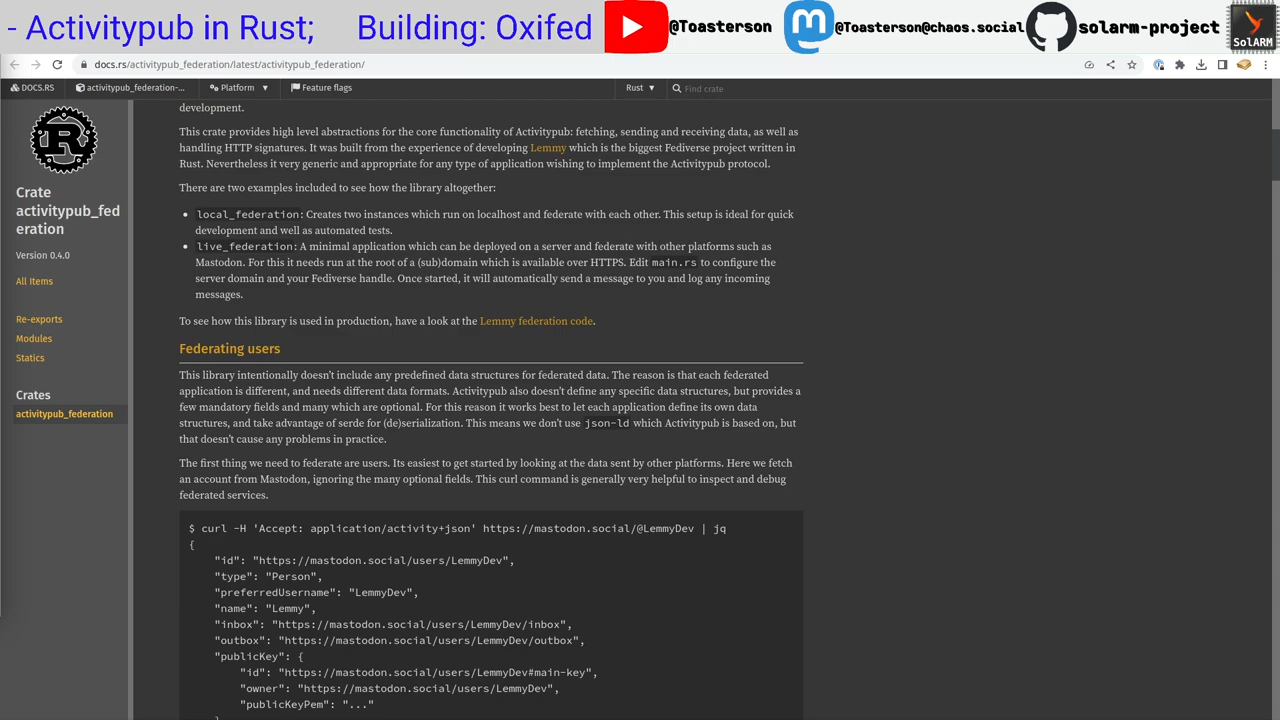 - Activitypub in Rust;    Building: Oxifed
@Toasterson
@Toasterson@chaos.social
solarm-project
SolARM
docs.rs/activitypub_federation/latest/activitypub_federation/
DOCS.RS
activitypub_federation-...
Platform
Feature flags
Rust
Find crate
Crate
activitypub_fed
eration
Version 0.4.0
All Items
Re-exports
Modules
Statics
Crates
activitypub_federation
development.
This crate provides high level abstractions for the core functionality of Activitypub: fetching, sending and receiving data, as well as
handling HTTP signatures. It was built from the experience of developing Lemmy which is the biggest Fediverse project written in
Rust. Nevertheless it very generic and appropriate for any type of application wishing to implement the Activitypub protocol.
There are two examples included to see how the library altogether:
• local_federation: Creates two instances which run on localhost and federate with each other. This setup is ideal for quick
development and well as automated tests.
• live_federation: A minimal application which can be deployed on a server and federate with other platforms such as
Mastodon. For this it needs run at the root of a (sub)domain which is available over HTTPS. Edit main.rs to configure the
server domain and your Fediverse handle. Once started, it will automatically send a message to you and log any incoming
messages.
To see how this library is used in production, have a look at the Lemmy federation code.
Federating users
This library intentionally doesn't include any predefined data structures for federated data. The reason is that each federated
application is different, and needs different data formats. Activitypub also doesn't define any specific data structures, but provides a
few mandatory fields and many which are optional. For this reason it works best to let each application define its own data
structures, and take advantage of serde for (de)serialization. This means we don't use json-ld which Activitypub is based on, but
that doesn't cause any problems in practice.
The first thing we need to federate are users. Its easiest to get started by looking at the data sent by other platforms. Here we fetch
an account from Mastodon, ignoring the many optional fields. This curl command is generally very helpful to inspect and debug
federated services.
$ curl -H 'Accept: application/activity+json' https://mastodon.social/@LemmyDev | jq
{
"id": "https://mastodon.social/users/LemmyDev",
"type": "Person",
"preferredUsername": "LemmyDev",
"name": "Lemmy",
"inbox": "https://mastodon.social/users/LemmyDev/inbox",
"outbox": "https://mastodon.social/users/LemmyDev/outbox",
"publicKey": {
"id": "https://mastodon.social/users/LemmyDev#main-key",
"owner": "https://mastodon.social/users/LemmyDev",
"publicKeyPem": "..."